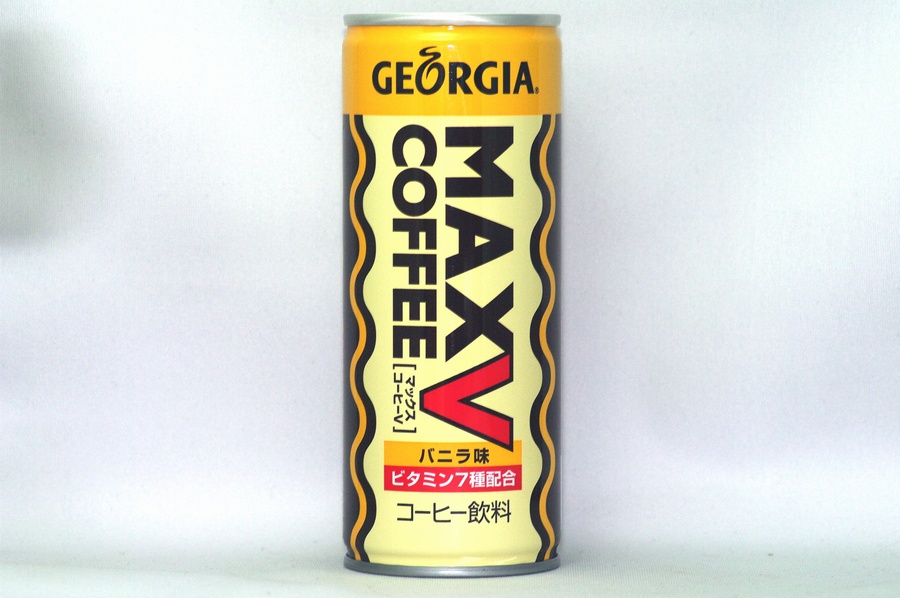 GEORGIA®
MAX V
COFFEE
[マックス
コーヒーV]
バニラ味
ビタミン7種配合
コーヒー飲料